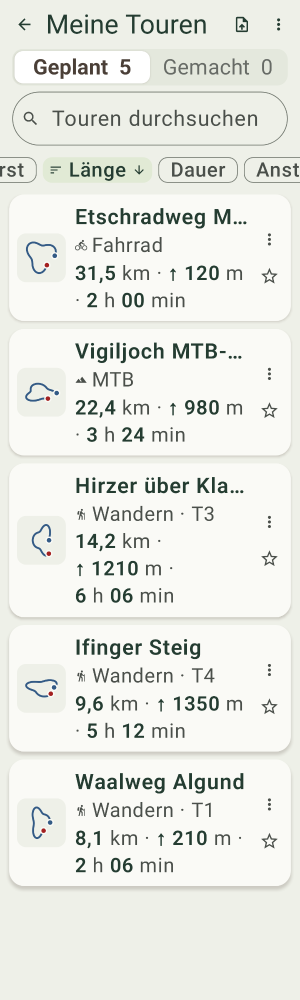 Meine Touren
Geplant 5
Gemacht 0
Touren durchsuchen
rst
Länge ↓
Dauer
Anst
Etschradweg M…
Fahrrad
31,5 km · ↑ 120 m
· 2 h 00 min
Vigiljoch MTB-…
MTB
22,4 km · ↑ 980 m
· 3 h 24 min
Hirzer über Kla…
Wandern · T3
14,2 km ·
↑ 1210 m ·
6 h 06 min
Ifinger Steig
Wandern · T4
9,6 km · ↑ 1350 m
· 5 h 12 min
Waalweg Algund
Wandern · T1
8,1 km · ↑ 210 m ·
2 h 06 min